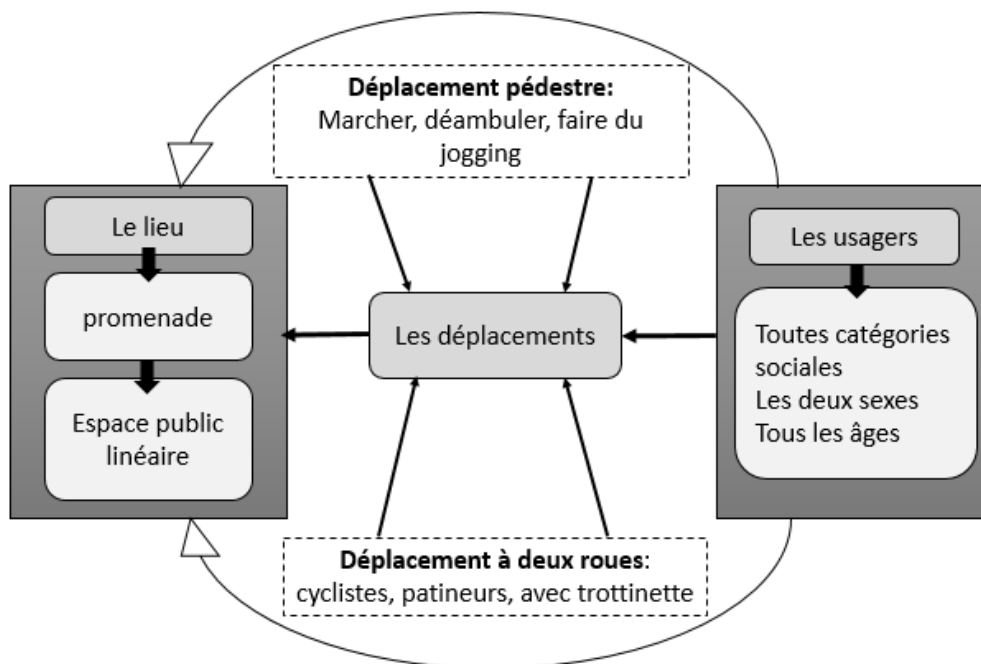 Déplacement pédestre:
Marcher, déambuler, faire du
jogging
Le lieu
promenade
Espace public
linéaire
Les déplacements
Les usagers
Toutes catégories
sociales
Les deux sexes
Tous les âges
Déplacement à deux roues:
cyclistes, patineurs, avec trottinette